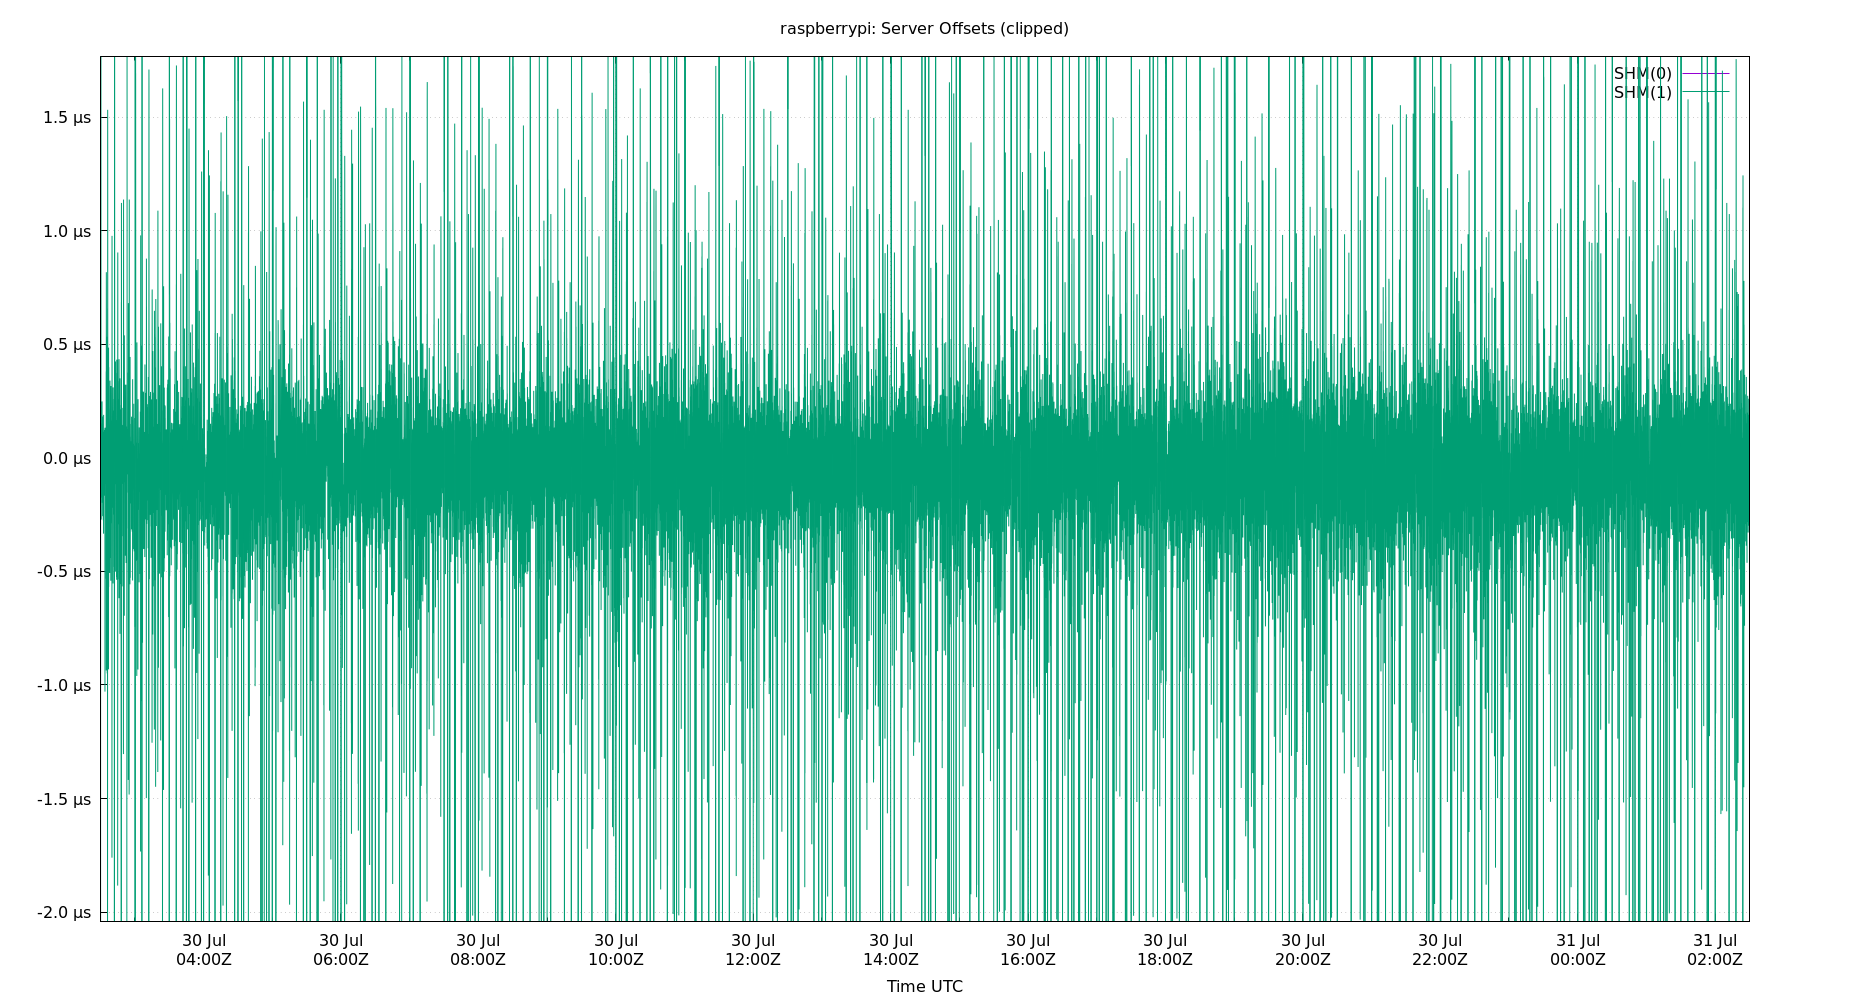 raspberrypi: Server Offsets (clipped)
SHM(0)
SHM(1)
1.5 µs
1.0 µs
0.5 µs
0.0 µs
-0.5 µs
-1.0 µs
-1.5 µs
-2.0 µs
30 Jul 30 Jul 30 Jul 30 Jul 30 Jul 30 Jul 30 Jul 30 Jul 30 Jul 30 Jul 31 Jul 31 Jul
04:00Z 06:00Z 08:00Z 10:00Z 12:00Z 14:00Z 16:00Z 18:00Z 20:00Z 22:00Z 00:00Z 02:00Z
Time UTC